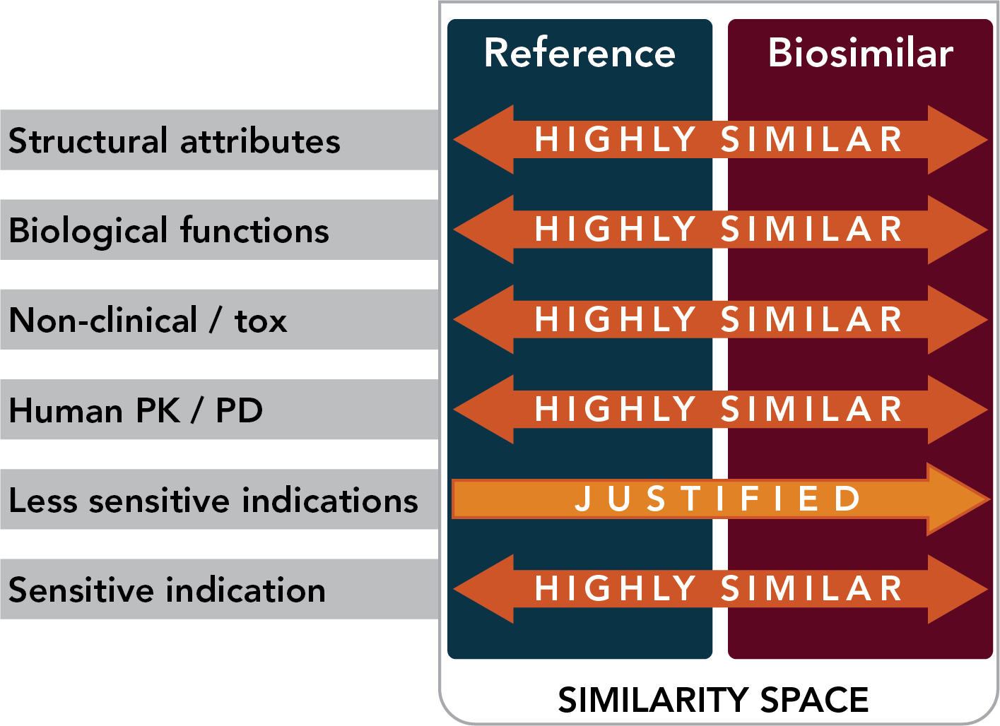 Reference Biosimilar
Structural attributes HIGHLY SIMILAR
Biological functions HIGHLY SIMILAR
Non-clinical / tox HIGHLY SIMILAR
Human PK / PD HIGHLY SIMILAR
Less sensitive indications JUSTIFIED
Sensitive indication HIGHLY SIMILAR
SIMILARITY SPACE